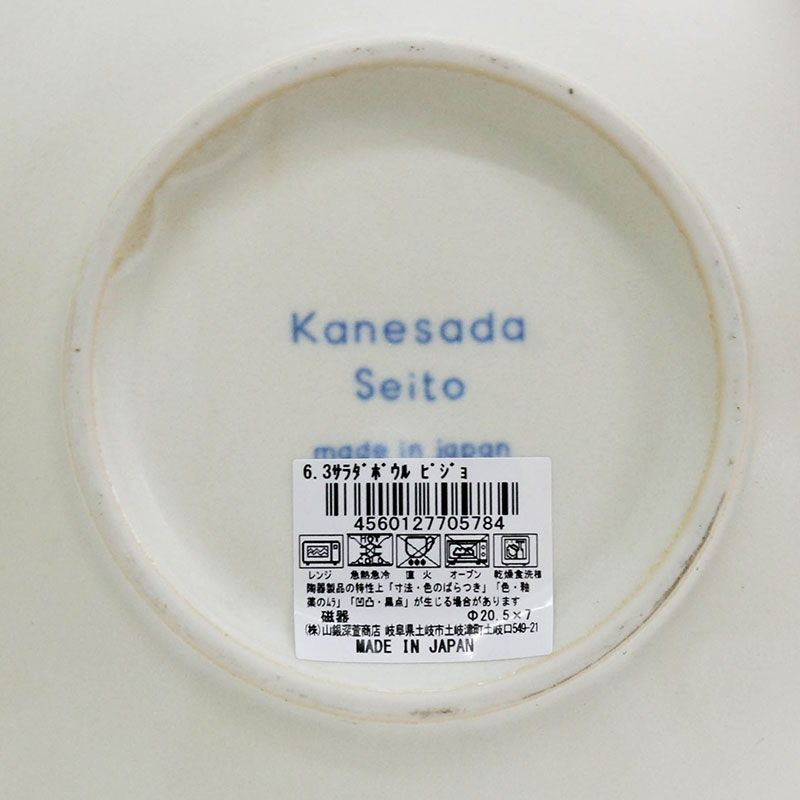 Kanesada
Seito
made in japan
6.3ｻﾗﾀﾞﾎﾞｳﾙ ﾋﾞｼﾞｮ
4560127705784
HOT
COLD
レンジ 急熱急冷 直火 オーブン 乾燥食洗機
陶器製品の特性上「寸法・色のばらつき」「色・釉
薬のﾑﾗ」「凹凸・黒点」が生じる場合があります
磁器 Φ20.5×7
(株)山銀深萱商店 岐阜県土岐市土岐津町土岐口549-21
MADE IN JAPAN